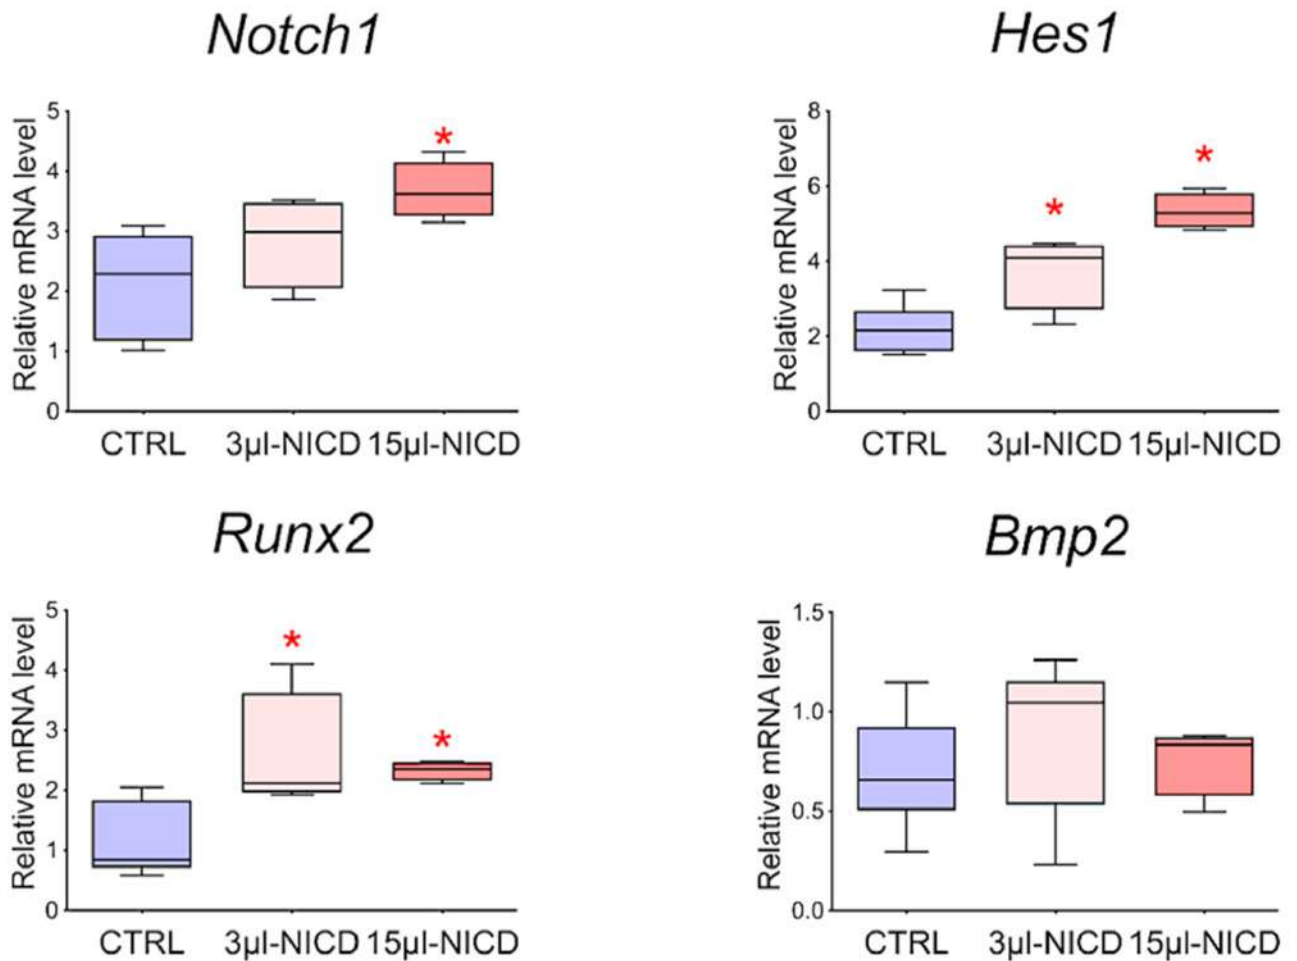 Notch1
Relative mRNA level
5
4
3
2
1
0
*
CTRL 3µl-NICD 15µl-NICD
Hes1
Relative mRNA level
8
6
4
2
0
*
*
CTRL 3µl-NICD 15µl-NICD
Runx2
Relative mRNA level
5
4
3
2
1
0
*
*
CTRL 3µl-NICD 15µl-NICD
Bmp2
Relative mRNA level
1.5
1.0
0.5
0.0
CTRL 3µl-NICD 15µl-NICD